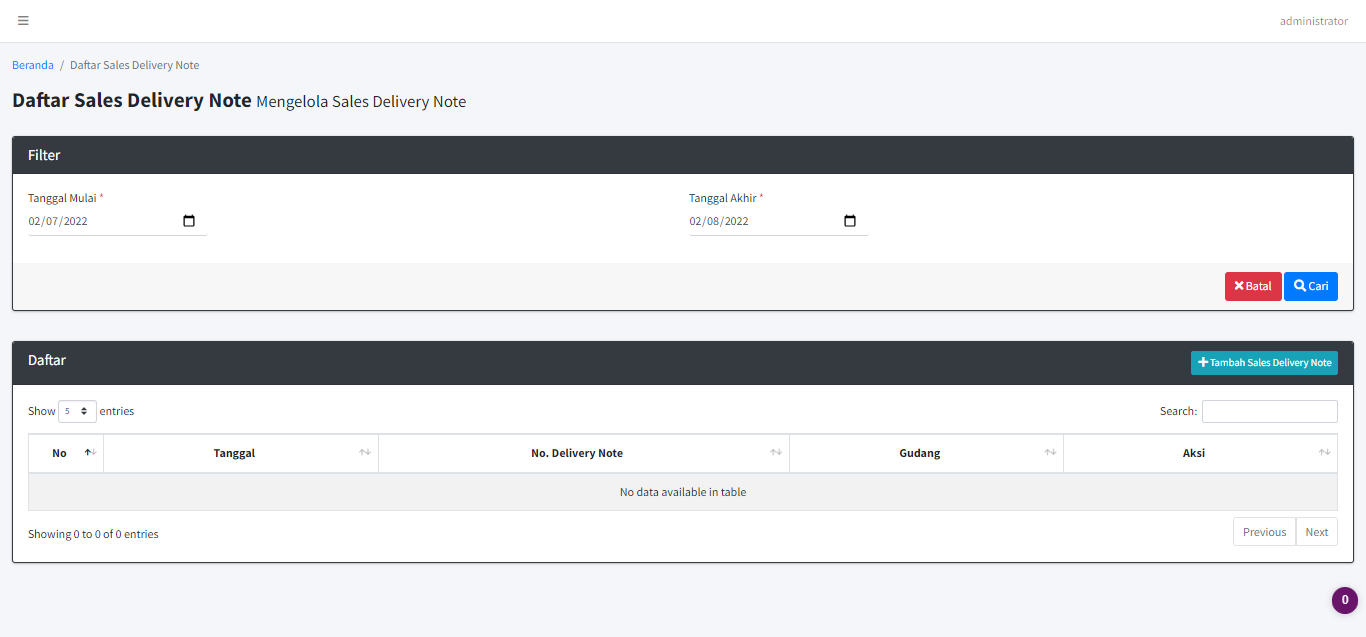 administrator
Beranda / Daftar Sales Delivery Note
Daftar Sales Delivery Note Mengelola Sales Delivery Note
Filter
Tanggal Mulai * Tanggal Akhir *
02/07/2022 02/08/2022
Batal Cari
Daftar Tambah Sales Delivery Note
Show 5 entries Search:
No Tanggal No. Delivery Note Gudang Aksi
No data available in table
Showing 0 to 0 of 0 entries Previous Next
0